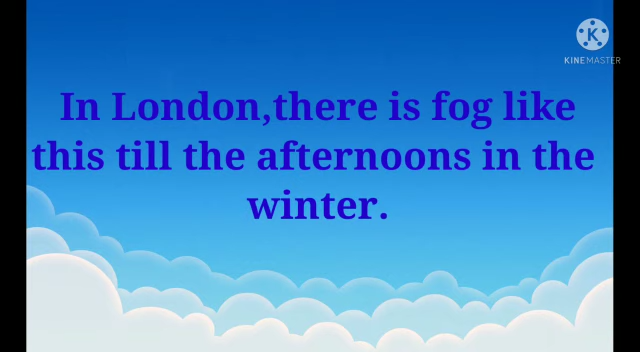 KINEMASTER
In London,there is fog like
this till the afternoons in the
winter.